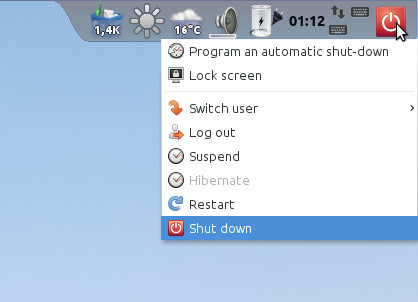 1,4K 16°C 01:12
Program an automatic shut-down
Lock screen
Switch user
Log out
Suspend
Hibernate
Restart
Shut down